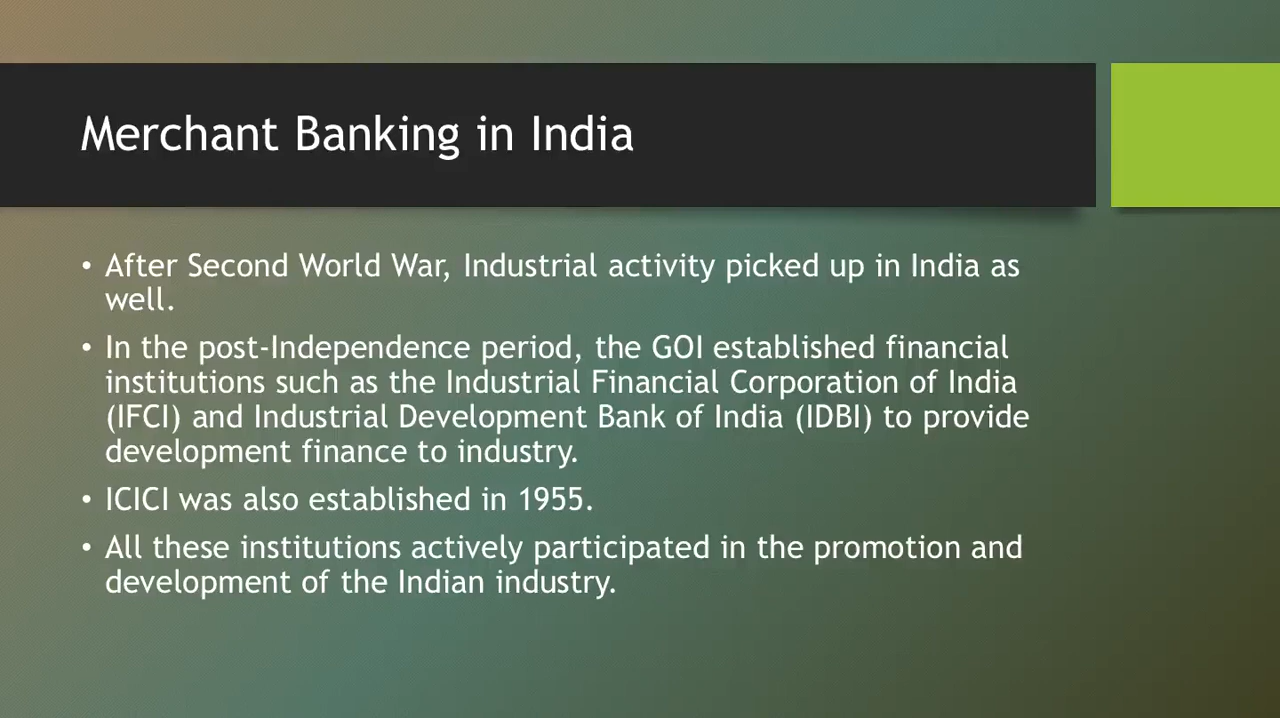 Merchant Banking in India
• After Second World War, Industrial activity picked up in India as
well.
• In the post-Independence period, the GOI established financial
institutions such as the Industrial Financial Corporation of India
(IFCI) and Industrial Development Bank of India (IDBI) to provide
development finance to industry.
• ICICI was also established in 1955.
• All these institutions actively participated in the promotion and
development of the Indian industry.